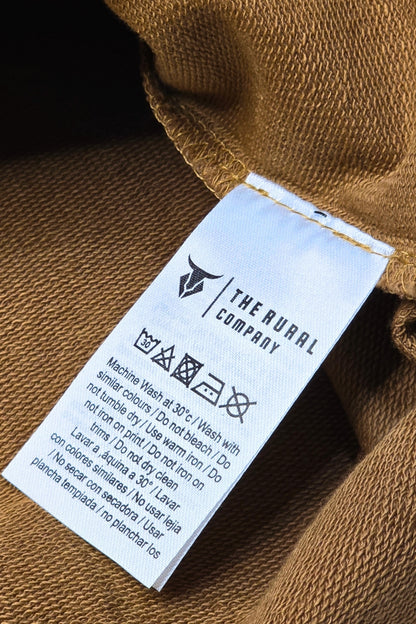 THE RURAL
COMPANY
30
Machine Wash at 30°c / Wash with
similar colours / Do not bleach / Do
not tumble dry / Use warm iron / Do
not iron on print / Do not iron on
trims / Do not dry clean
Lavar a ,áquina a 30° / Lavar
con colores similares / No usar lejia
/ No secar con secadora / Usar
plancha templada / no planchar los